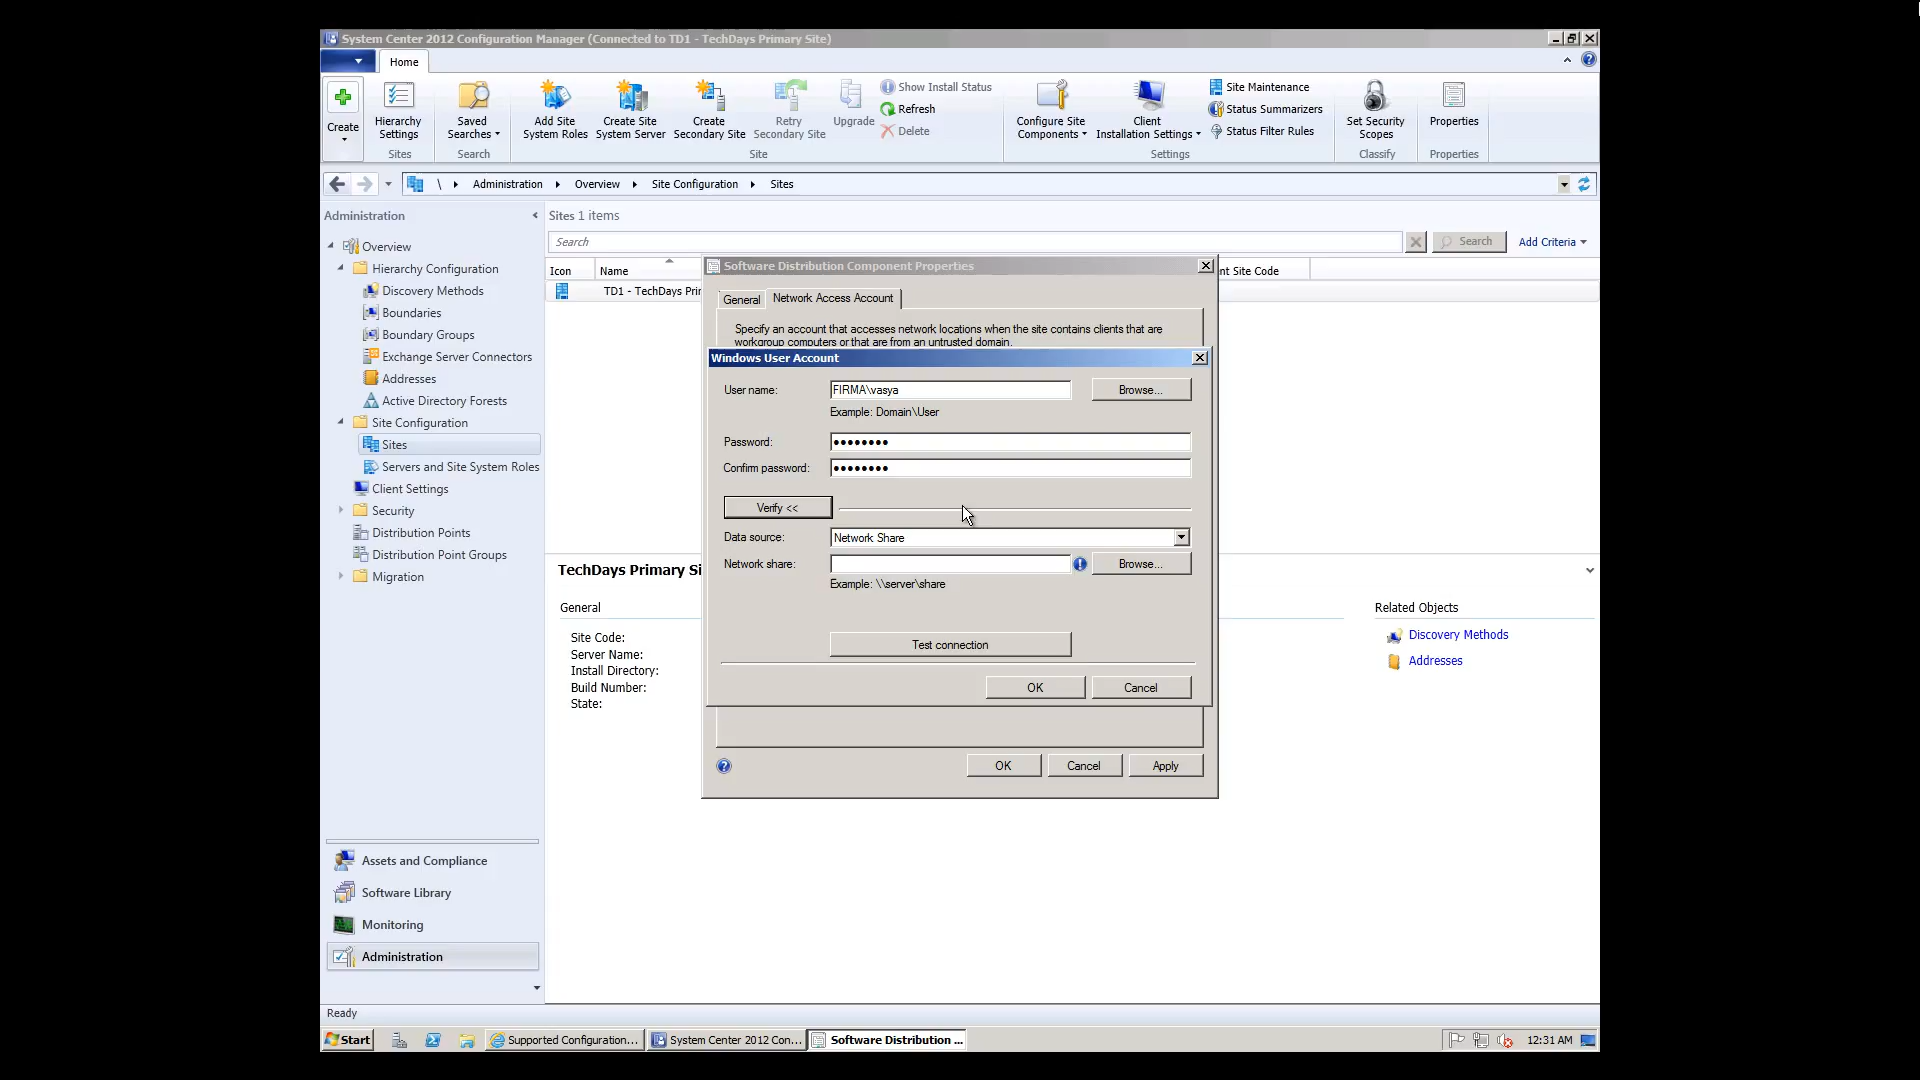 System Center 2012 Configuration Manager (Connected to TD1 - TechDays Primary Site)
Home
Create
Hierarchy Settings
Sites
Saved Searches
Search
Add Site System Roles
Create Site System Server
Create Secondary Site
Retry Secondary Site
Upgrade
Show Install Status
Refresh
Delete
Site
Configure Site Components
Client Installation Settings
Site Maintenance
Status Summarizers
Status Filter Rules
Settings
Set Security Scopes
Classify
Properties
Properties
\ Administration Overview Site Configuration Sites
Administration
Overview
Hierarchy Configuration
Discovery Methods
Boundaries
Boundary Groups
Exchange Server Connectors
Addresses
Active Directory Forests
Site Configuration
Sites
Servers and Site System Roles
Client Settings
Security
Distribution Points
Distribution Point Groups
Migration
Assets and Compliance
Software Library
Monitoring
Administration
Sites 1 items
Search
Search
Add Criteria
Icon Name
nt Site Code
TD1 - TechDays Prir
Software Distribution Component Properties
General
Network Access Account
Specify an account that accesses network locations when the site contains clients that are
workgroup computers or that are from an untrusted domain.
Windows User Account
User name: FIRMA\vasya Browse...
Example: Domain\User
Password: ●●●●●●●●
Confirm password: ●●●●●●●●
Verify <<
Data source: Network Share
Network share: Browse...
Example: \\server\share
Test connection
OK Cancel
OK Cancel Apply
TechDays Primary Si
General
Site Code:
Server Name:
Install Directory:
Build Number:
State:
Related Objects
Discovery Methods
Addresses
Ready
Start
Supported Configuration...
System Center 2012 Con...
Software Distribution ...
12:31 AM